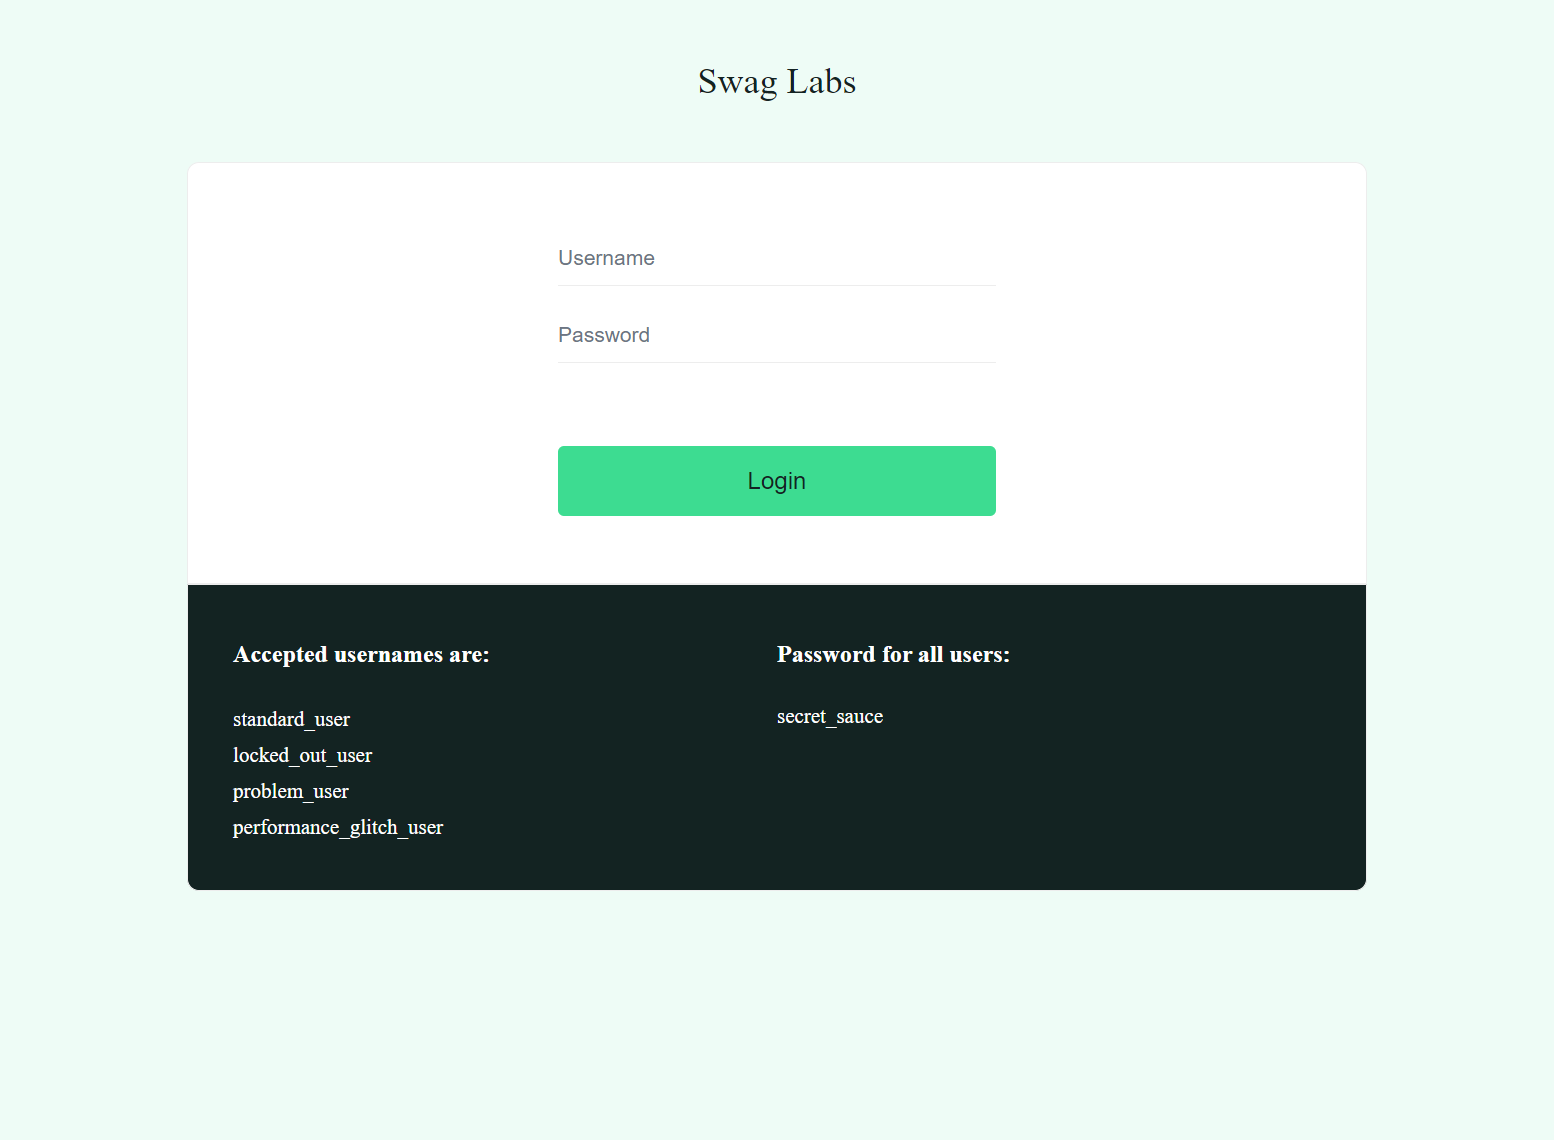 Swag Labs
Username
Password
Login
Accepted usernames are:
standard_user
locked_out_user
problem_user
performance_glitch_user
Password for all users:
secret_sauce